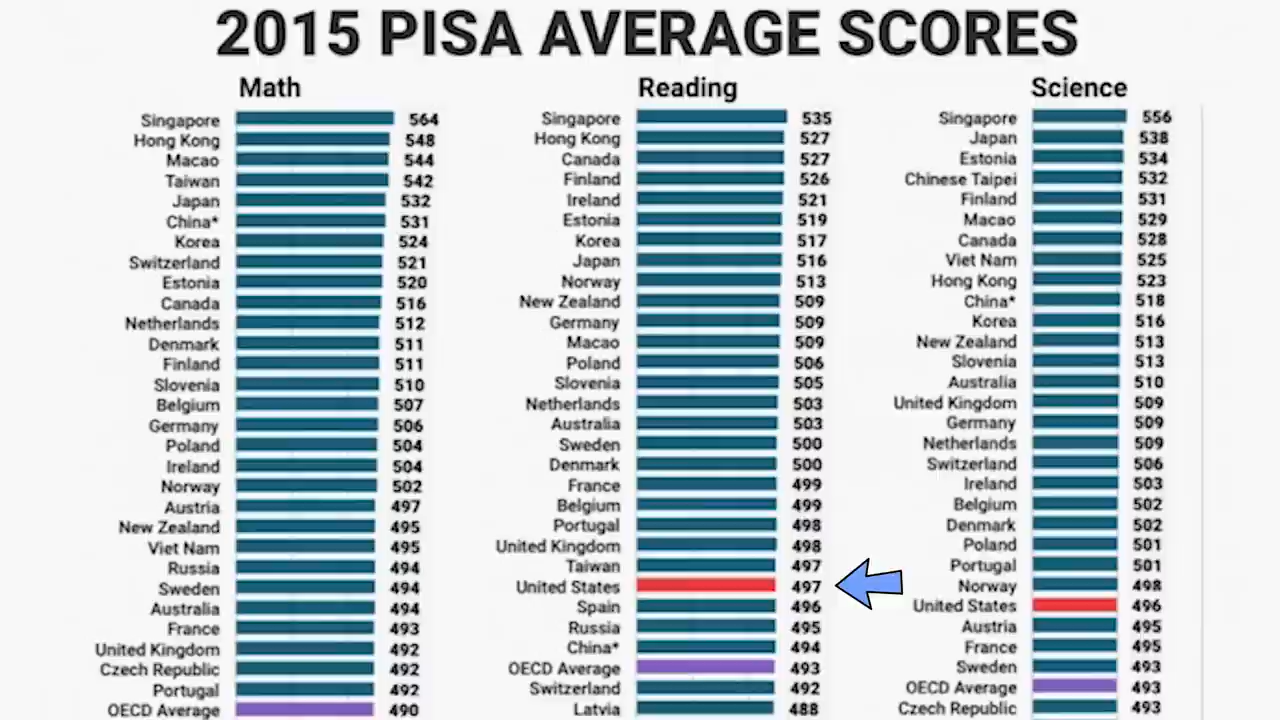 2015 PISA AVERAGE SCORES
Math
Singapore 564
Hong Kong 548
Macao 544
Taiwan 542
Japan 532
China* 531
Korea 524
Switzerland 521
Estonia 520
Canada 516
Netherlands 512
Denmark 511
Finland 511
Slovenia 510
Belgium 507
Germany 506
Poland 504
Ireland 504
Norway 502
Austria 497
New Zealand 495
Viet Nam 495
Russia 494
Sweden 494
Australia 494
France 493
United Kingdom 492
Czech Republic 492
Portugal 492
OECD Average 490
Reading
Singapore 535
Hong Kong 527
Canada 527
Finland 526
Ireland 521
Estonia 519
Korea 517
Japan 516
Norway 513
New Zealand 509
Germany 509
Macao 509
Poland 506
Slovenia 505
Netherlands 503
Australia 503
Sweden 500
Denmark 500
France 499
Belgium 499
Portugal 498
United Kingdom 498
Taiwan 497
United States 497
Spain 496
Russia 495
China* 494
OECD Average 493
Switzerland 492
Latvia 488
Science
Singapore 556
Japan 538
Estonia 534
Chinese Taipei 532
Finland 531
Macao 529
Canada 528
Viet Nam 525
Hong Kong 523
China* 518
Korea 516
New Zealand 513
Slovenia 513
Australia 510
United Kingdom 509
Germany 509
Netherlands 509
Switzerland 506
Ireland 503
Belgium 502
Denmark 502
Poland 501
Portugal 501
Norway 498
United States 496
Austria 495
France 495
Sweden 493
OECD Average 493
Czech Republic 493